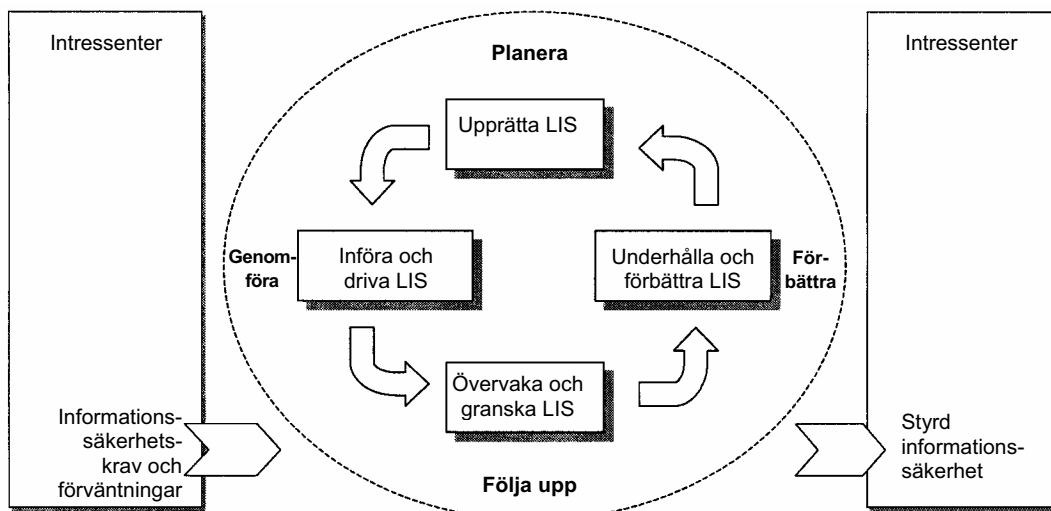 Intressenter
Planera
Intressenter
Upprätta LIS
Genom-
föra
Införa och
driva LIS
Underhålla och
förbättra LIS
För-
bättra
Övervaka och
granska LIS
Informations-
säkerhets-
krav och
förväntningar
Följa upp
Styrd
informations-
säkerhet